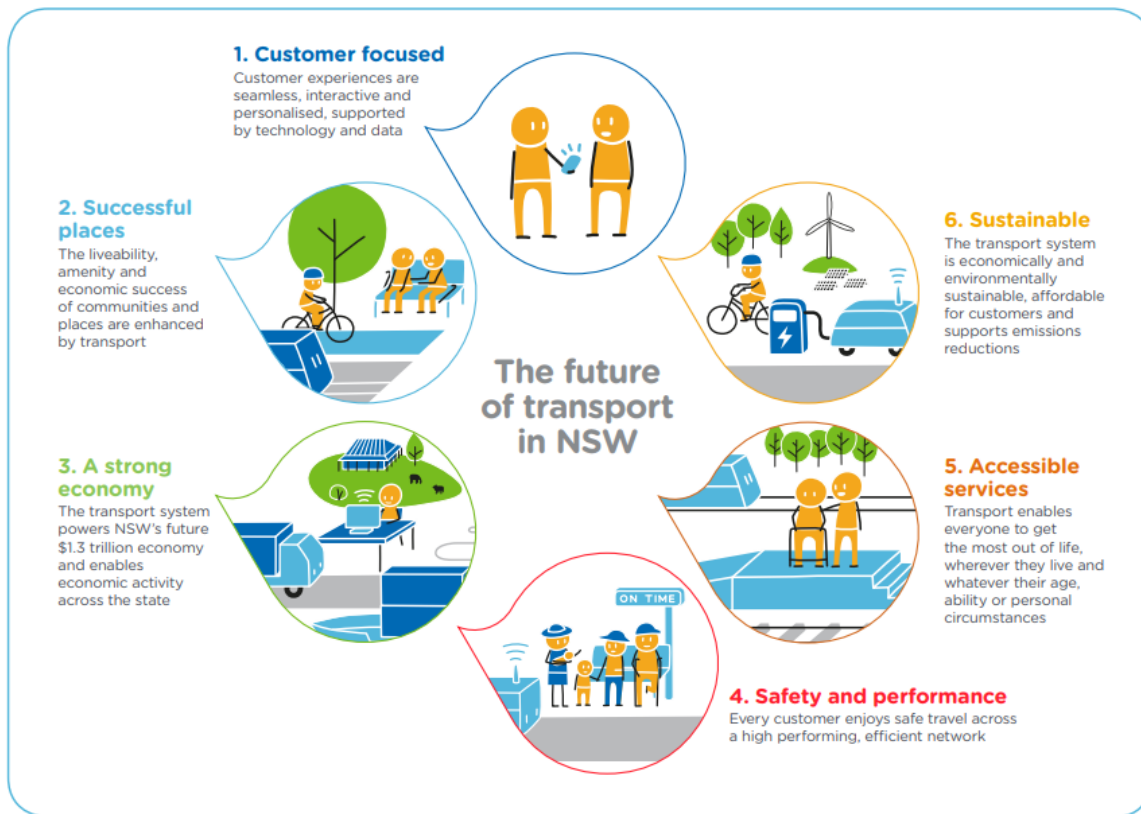 1. Customer focused
Customer experiences are
seamless, interactive and
personalised, supported
by technology and data
2. Successful
places
The liveability,
amenity and
economic success
of communities and
places are enhanced
by transport
3. A strong
economy
The transport system
powers NSW's future
$1.3 trillion economy
and enables
economic activity
across the state
The future
of transport
in NSW
ON TIME
4. Safety and performance
Every customer enjoys safe travel across
a high performing, efficient network
5. Accessible
services
Transport enables
everyone to get
the most out of life,
wherever they live and
whatever their age,
ability or personal
circumstances
6. Sustainable
The transport system
is economically and
environmentally
sustainable, affordable
for customers and
supports emissions
reductions